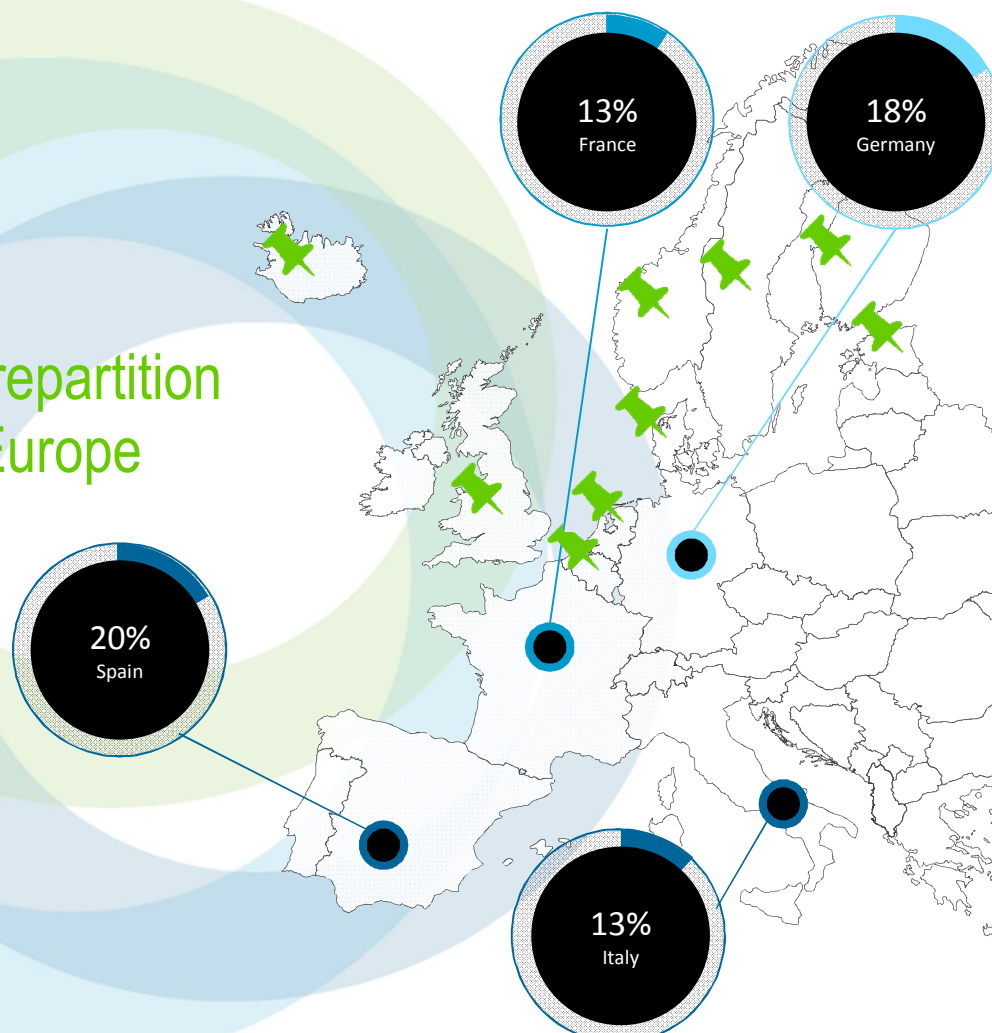 13%
France
18%
Germany
repartition
Europe
20%
Spain
13%
Italy